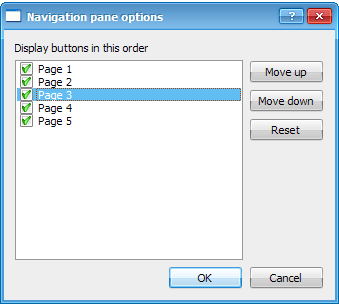 Navigation pane options
?
Display buttons in this order
Page 1
Page 2
Page 3
Page 4
Page 5
Move up
Move down
Reset
OK
Cancel